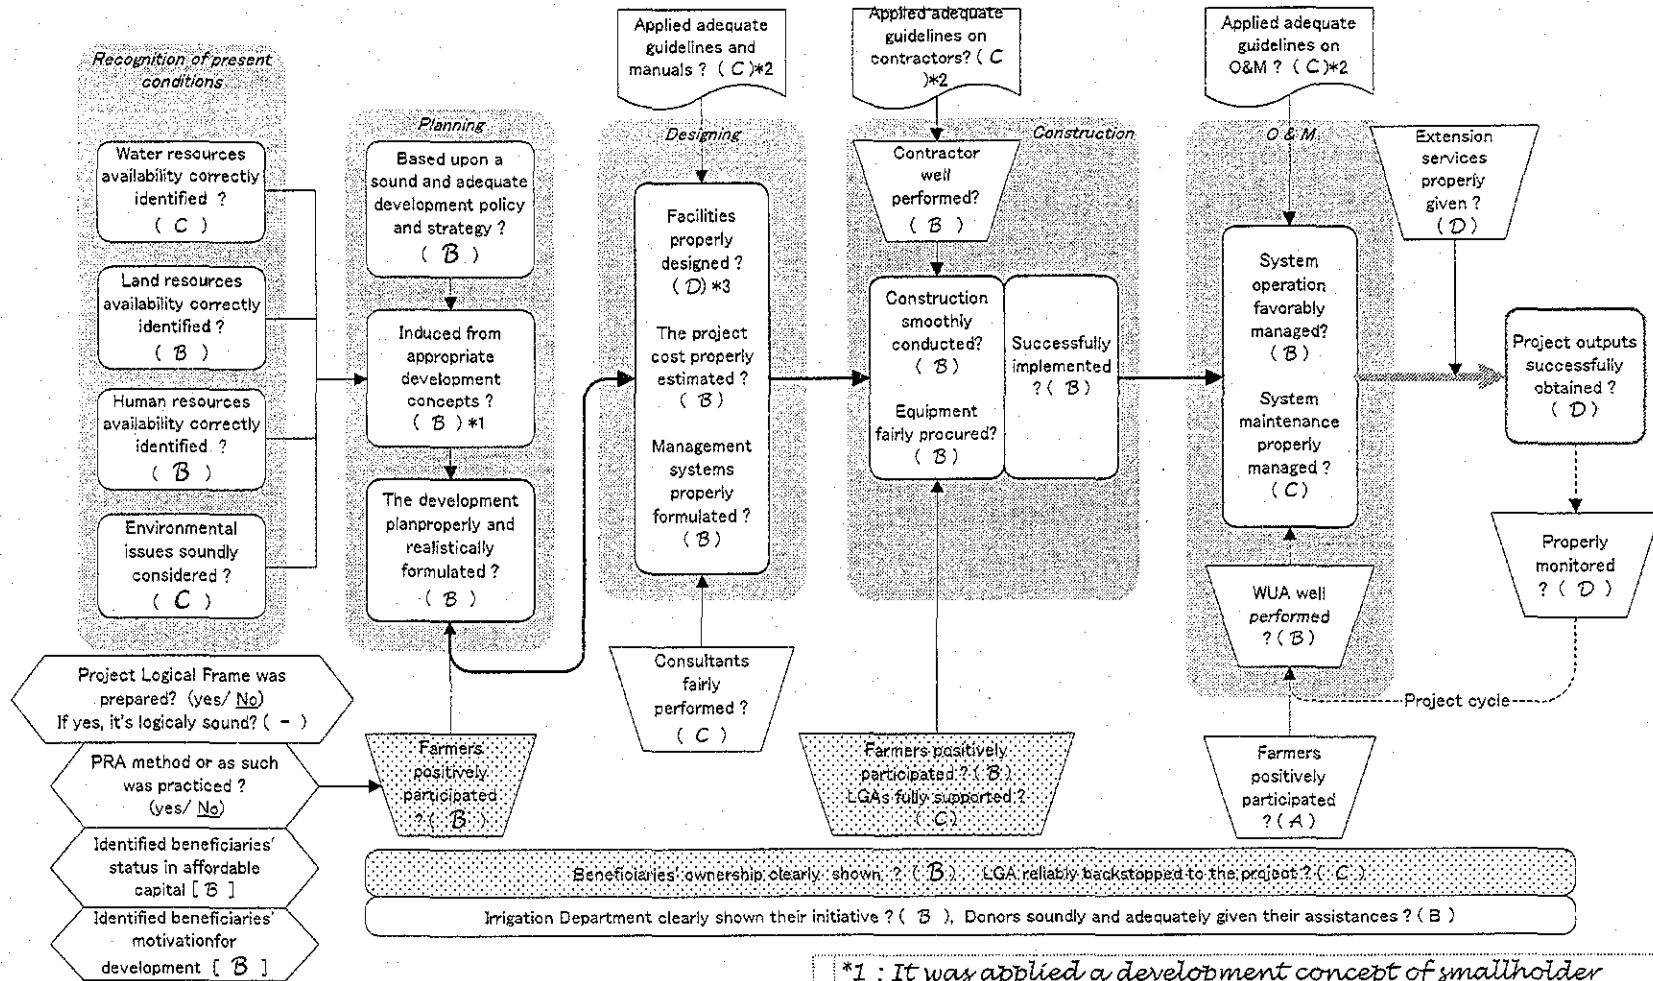 Recognition of present
conditions
Water resources
availability correctly
identified ?
( C )
Land resources
availability correctly
identified ?
( B )
Human resources
availability correctly
identified ?
( B )
Environmental
issues soundly
considered ?
( C )
Planning
Based upon a
sound and adequate
development policy
and strategy ?
( B )
Induced from
appropriate
development
concepts ?
( B ) *1
The development
planproperly and
realistically
formulated ?
( B )
Applied adequate
guidelines and
manuals ? ( C )*2
Designing
Facilities
properly
designed ?
( D ) *3
The project
cost properly
estimated ?
( B )
Management
systems
properly
formulated ?
( B )
Consultants
fairly
performed ?
( C )
Applied adequate
guidelines on
contractors? ( C
)*2
Construction
Contractor
well
performed?
( B )
Construction
smoothly
conducted?
( B )
Equipment
fairly procured?
( B )
Successfully
implemented
? ( B )
Applied adequate
guidelines on
O&M ? ( C )*2
O & M
System
operation
favorably
managed?
( B )
System
maintenance
properly
managed ?
( C )
WUA well
performed
? ( B )
Extension
services
properly
given ?
( D )
Project outputs
successfully
obtained ?
( D )
Properly
monitored
? ( D )
Project cycle
Project Logical Frame was
prepared? (yes/ No)
If yes, it's logicaly sound? ( - )
PRA method or as such
was practiced ?
(yes/ No)
Identified beneficiaries'
status in affordable
capital [ B ]
Identified beneficiaries'
motivationfor
development [ B ]
Farmers
positively
participated
? ( B )
Farmers positively
participated ? ( B )
LGAs fully supported ?
( C )
Farmers
positively
participated
? ( A )
Beneficiaries' ownership clearly shown ? ( B ) LGA reliably backstopped to the project ? ( C )
Irrigation Department clearly shown their initiative ? ( B ), Donors soundly and adequately given their assistances ? ( B )
*1 : It was applied a development concept of smallholder